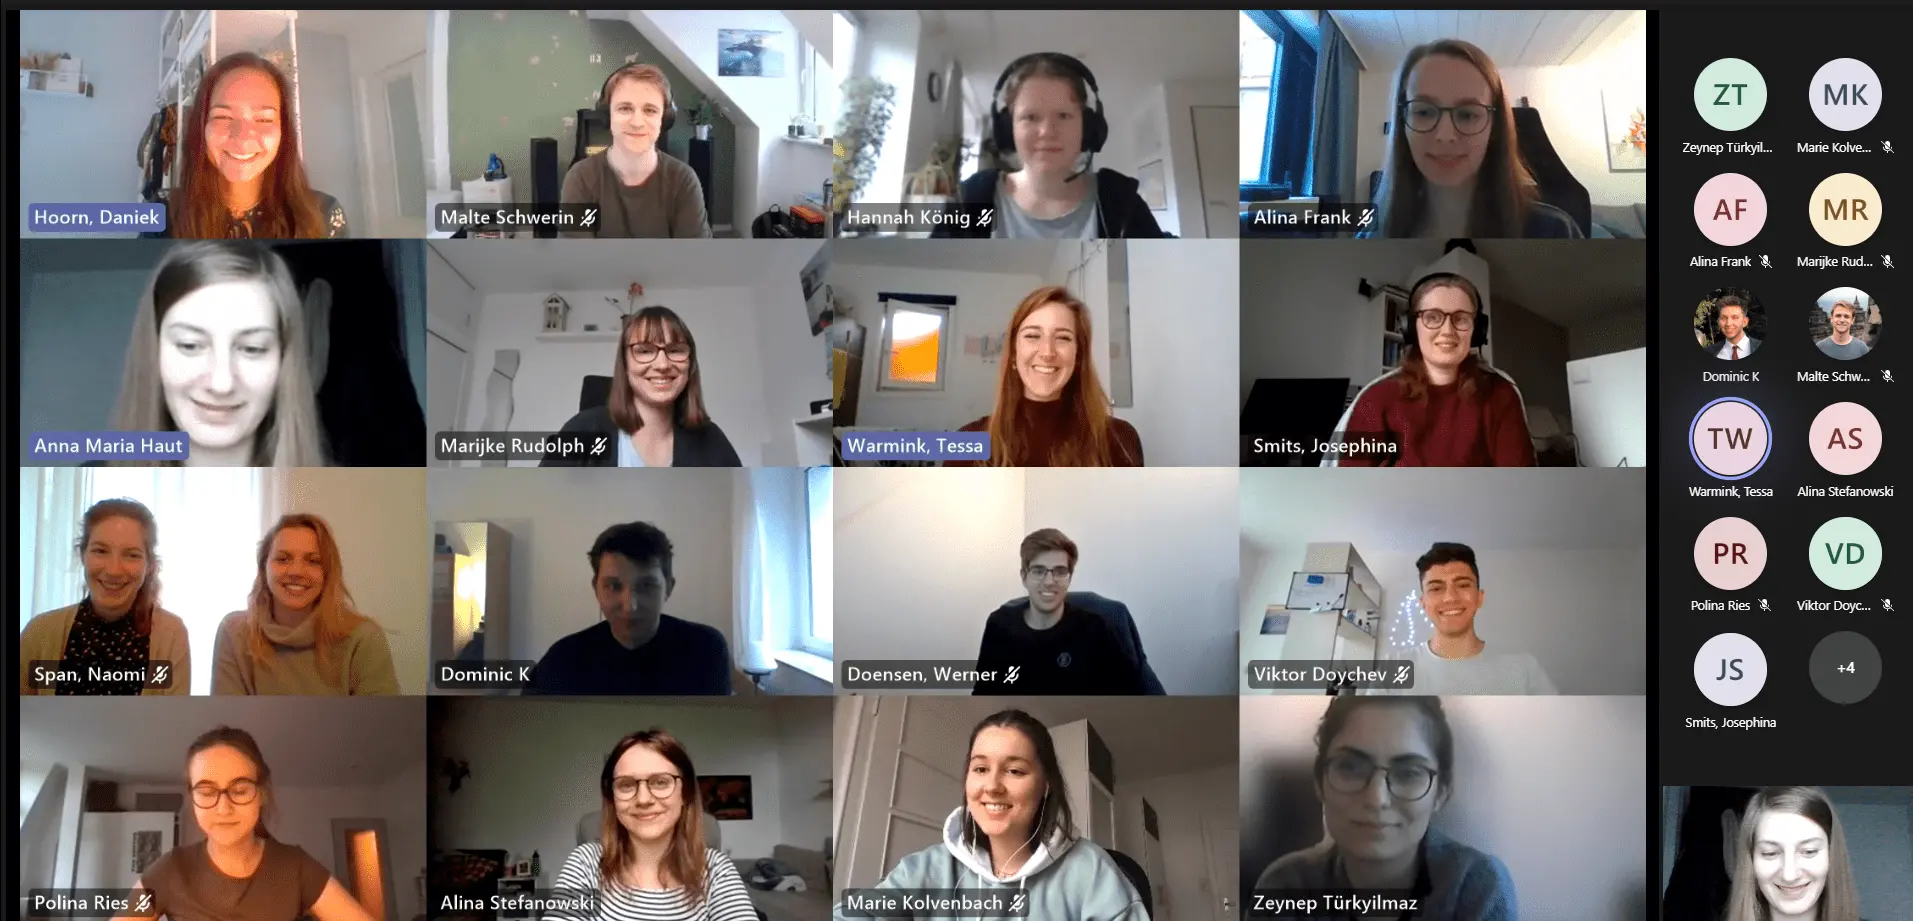 Hoorn, Daniek
Malte Schwerin
Hannah König
Alina Frank
Anna Maria Haut
Marijke Rudolph
Warmink, Tessa
Smits, Josephina
Span, Naomi
Dominic K
Doensen, Werner
Viktor Doychev
Polina Ries
Alina Stefanowski
Marie Kolvenbach
Zeynep Türkyılmaz
ZT
MK
Zeynep Türkyil...
Marie Kolve...
AF
MR
Alina Frank
Marijke Rud...
Dominic K
Malte Schw...
TW
AS
Warmink, Tessa
Alina Stefanowski
PR
VD
Polina Ries
Viktor Doyc...
JS
+4
Smits, Josephina